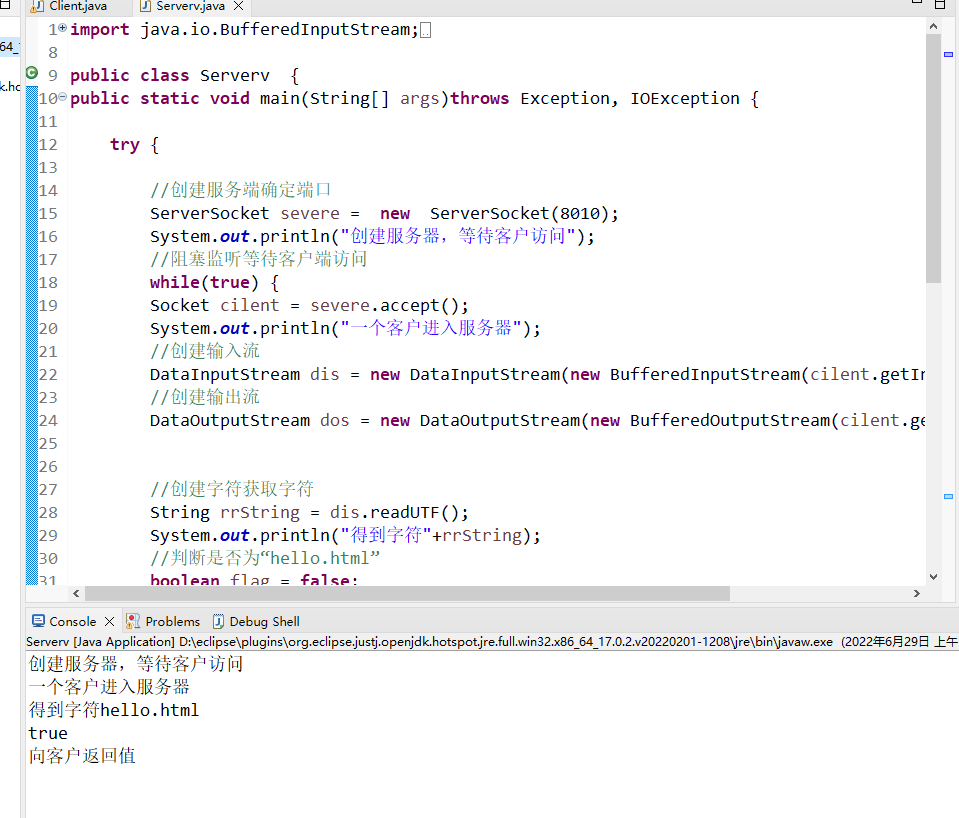 Client.java Serverv.java
64_
k.ho
1 import java.io.BufferedInputStream;
8
9 public class Serverv {
10 public static void main(String[] args)throws Exception, IOException {
11
12 try {
13
14 //创建服务端确定端口
15 ServerSocket severe = new ServerSocket(8010);
16 System.out.println("创建服务器，等待客户访问");
17 //阻塞监听等待客户端访问
18 while(true) {
19 Socket cilent = severe.accept();
20 System.out.println("一个客户进入服务器");
21 //创建输入流
22 DataInputStream dis = new DataInputStream(new BufferedInputStream(cilent.getIn
23 //创建输出流
24 DataOutputStream dos = new DataOutputStream(new BufferedOutputStream(cilent.ge
25
26
27 //创建字符获取字符
28 String rrString = dis.readUTF();
29 System.out.println("得到字符"+rrString);
30 //判断是否为“hello.html”
31 boolean flag = false;
Console Problems Debug Shell
Serverv [Java Application] D:\eclipse\plugins\org.eclipse.justj.openjdk.hotspot.jre.full.win32.x86_64_17.0.2.v20220201-1208\jre\bin\javaw.exe (2022年6月29日 上午
创建服务器，等待客户访问
一个客户进入服务器
得到字符hello.html
true
向客户返回值